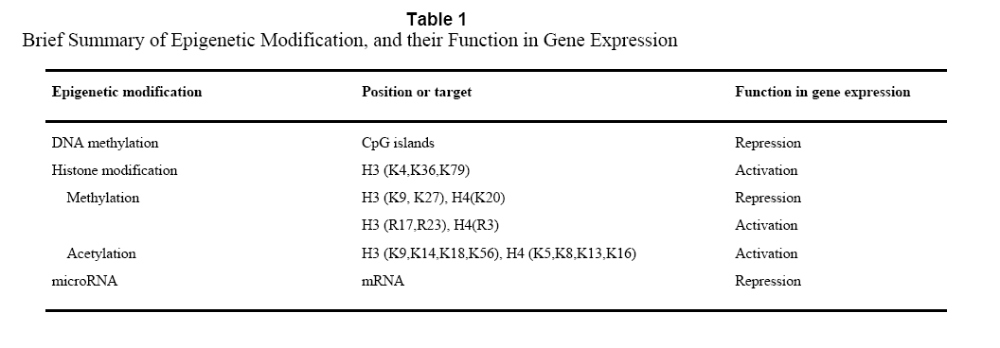 Table 1
Brief Summary of Epigenetic Modification, and their Function in Gene Expression
Epigenetic modification Position or target Function in gene expression
DNA methylation CpG islands Repression
Histone modification H3 (K4,K36,K79) Activation
Methylation H3 (K9, K27), H4(K20) Repression
H3 (R17,R23), H4(R3) Activation
Acetylation H3 (K9,K14,K18,K56), H4 (K5,K8,K13,K16) Activation
microRNA mRNA Repression